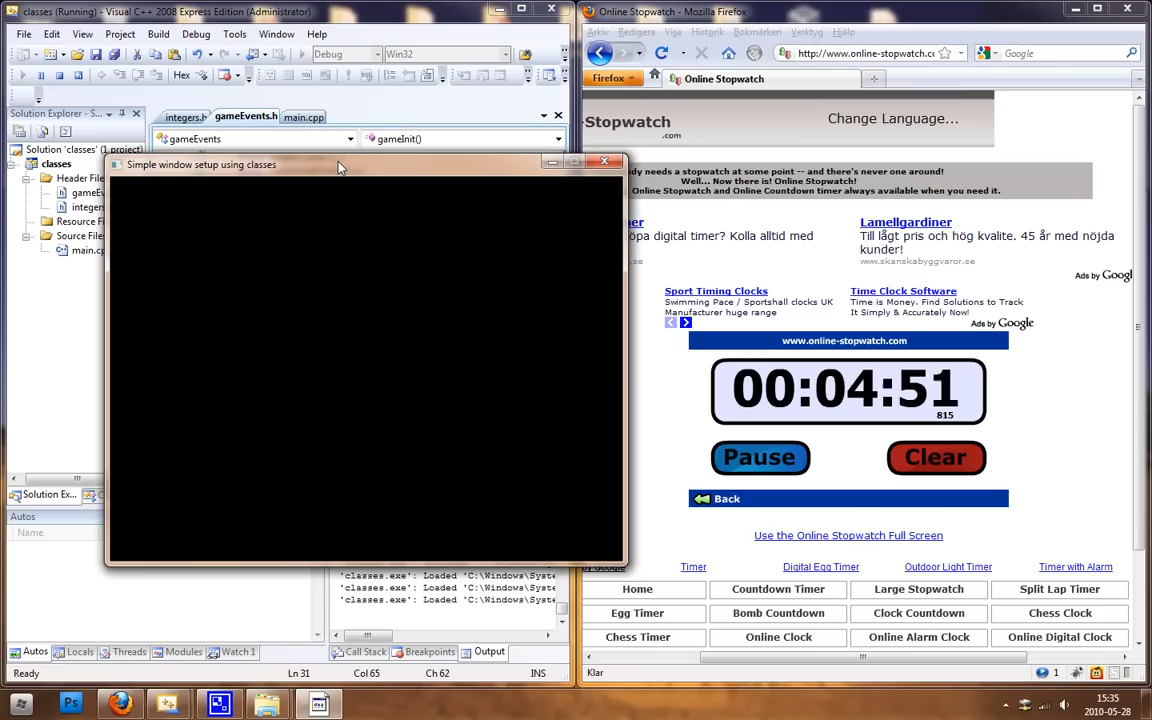 classes (Running) - Visual C++ 2008 Express Edition (Administrator)
File Edit View Project Build Debug Tools Window Help
Debug Win32
Hex
Solution Explorer - S...
integers.h gameEvents.h main.cpp
gameEvents gameInit()
Solution 'classes'
classes
Header File
gameEv
integers
Resource Fi
Source Files
main.cp
Simple window setup using classes
Solution Ex...
Autos
Name
'classes.exe': Loaded 'C:\Windows\Syste
'classes.exe': Loaded 'C:\Windows\Syste
'classes.exe': Loaded 'C:\Windows\Syste
Autos Locals Threads Modules Watch 1
Call Stack Breakpoints Output
Ready Ln 31 Col 65 Ch 62 INS
Online Stopwatch - Mozilla Firefox
Arkiv Redigera Visa Historik Bokmärken Verktyg Hjälp
http://www.online-stopwatch.cc
Google
Firefox
Online Stopwatch
-Stopwatch
.com
Change Language...
dy needs a stopwatch at some point -- and there's never one around!
Well... Now there is! Online Stopwatch!
Online Stopwatch and Online Countdown timer always available when you need it.
ger
öpa digital timer? Kolla alltid med
.se
Lamellgardiner
Till lågt pris och hög kvalite. 45 år med nöjda
kunder!
www.skanskabyggvaror.se
Ads by Googl
Sport Timing Clocks
Swimming Pace / Sportshall clocks UK
Manufacturer huge range
Time Clock Software
Time is Money. Find Solutions to Track
It Simply & Accurately Now!
Ads by Google
www.online-stopwatch.com
00:04:51
815
Pause Clear
Back
Use the Online Stopwatch Full Screen
by Google Timer Digital Egg Timer Outdoor Light Timer Timer with Alarm
Home Countdown Timer Large Stopwatch Split Lap Timer
Egg Timer Bomb Countdown Clock Countdown Chess Clock
Chess Timer Online Clock Online Alarm Clock Online Digital Clock
Klar
1
Ps
15:35
2010-05-28